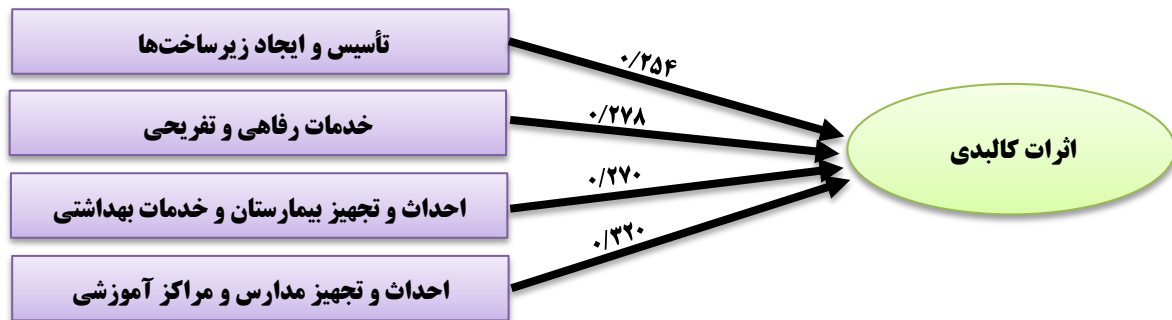 تأسیس و ایجاد زیرساخت‌ها
۰/۲۵۴
خدمات رفاهی و تفریحی
۰/۲۷۸
اثرات کالبدی
۰/۲۷۰
احداث و تجهیز بیمارستان و خدمات بهداشتی
۰/۳۲۰
احداث و تجهیز مدارس و مراکز آموزشی